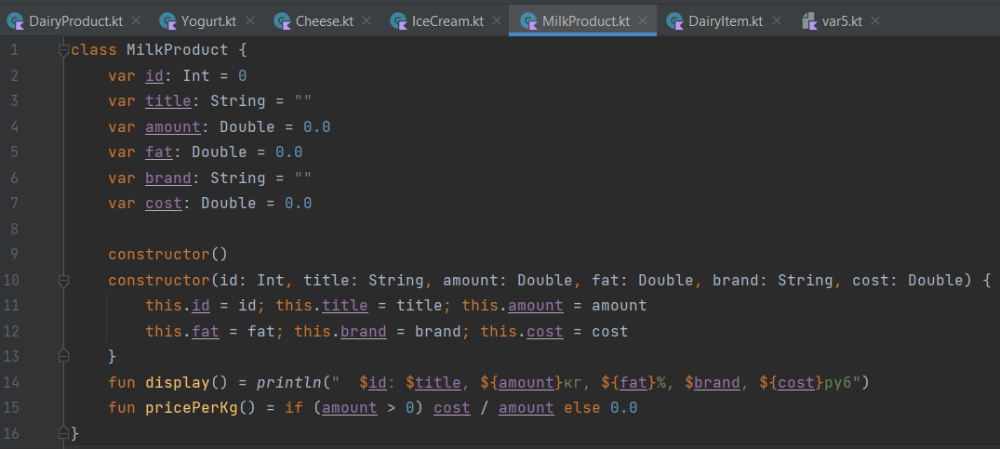 DairyProduct.kt Yogurt.kt Cheese.kt IceCream.kt MilkProduct.kt DairyItem.kt var5.kt
1 class MilkProduct {
2 var id: Int = 0
3 var title: String = ""
4 var amount: Double = 0.0
5 var fat: Double = 0.0
6 var brand: String = ""
7 var cost: Double = 0.0
8
9 constructor()
10 constructor(id: Int, title: String, amount: Double, fat: Double, brand: String, cost: Double) {
11 this.id = id; this.title = title; this.amount = amount
12 this.fat = fat; this.brand = brand; this.cost = cost
13 }
14 fun display() = println("  $id: $title, ${amount}кг, ${fat}%, $brand, ${cost}руб")
15 fun pricePerKg() = if (amount > 0) cost / amount else 0.0
16 }